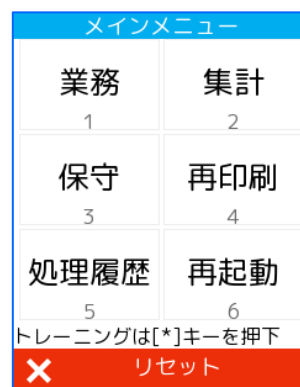 メインメニュー
業務 集計
1 2
保守 再印刷
3 4
処理履歴 再起動
5 6
トレーニングは[*]キーを押下
リセット